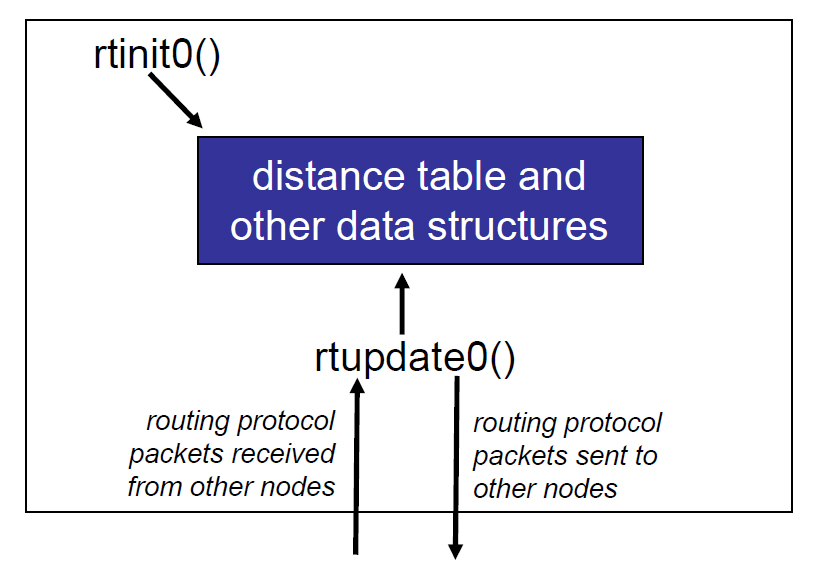 rtinit0()
distance table and
other data structures
rtupdate0()
routing protocol
packets received
from other nodes
routing protocol
packets sent to
other nodes